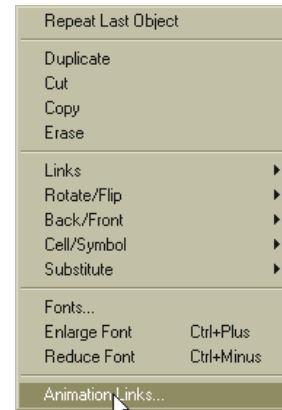 Repeat Last Object
Duplicate
Cut
Copy
Erase
Links
Rotate/Flip
Back/Front
Cell/Symbol
Substitute
Fonts...
Enlarge Font Ctrl+Plus
Reduce Font Ctrl+Minus
Animation Links...